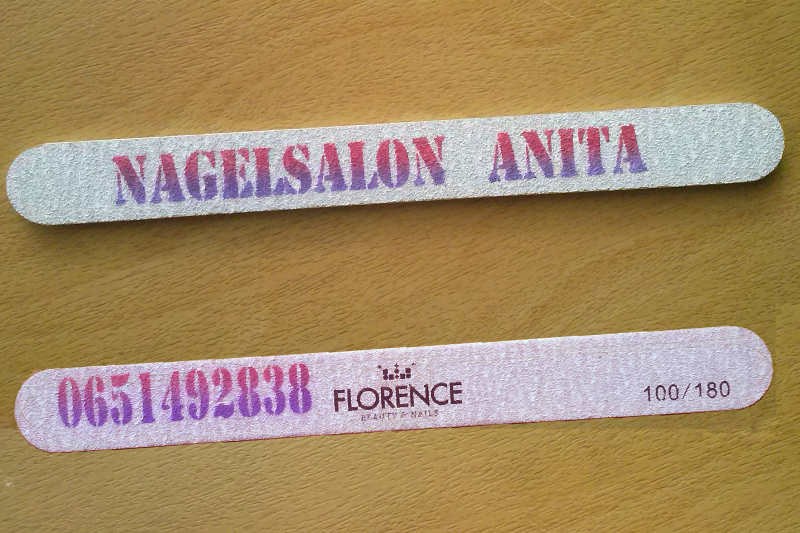 NAGELSALON ANITA
0651492838
FLORENCE
BEAUTY & NAILS
100/180